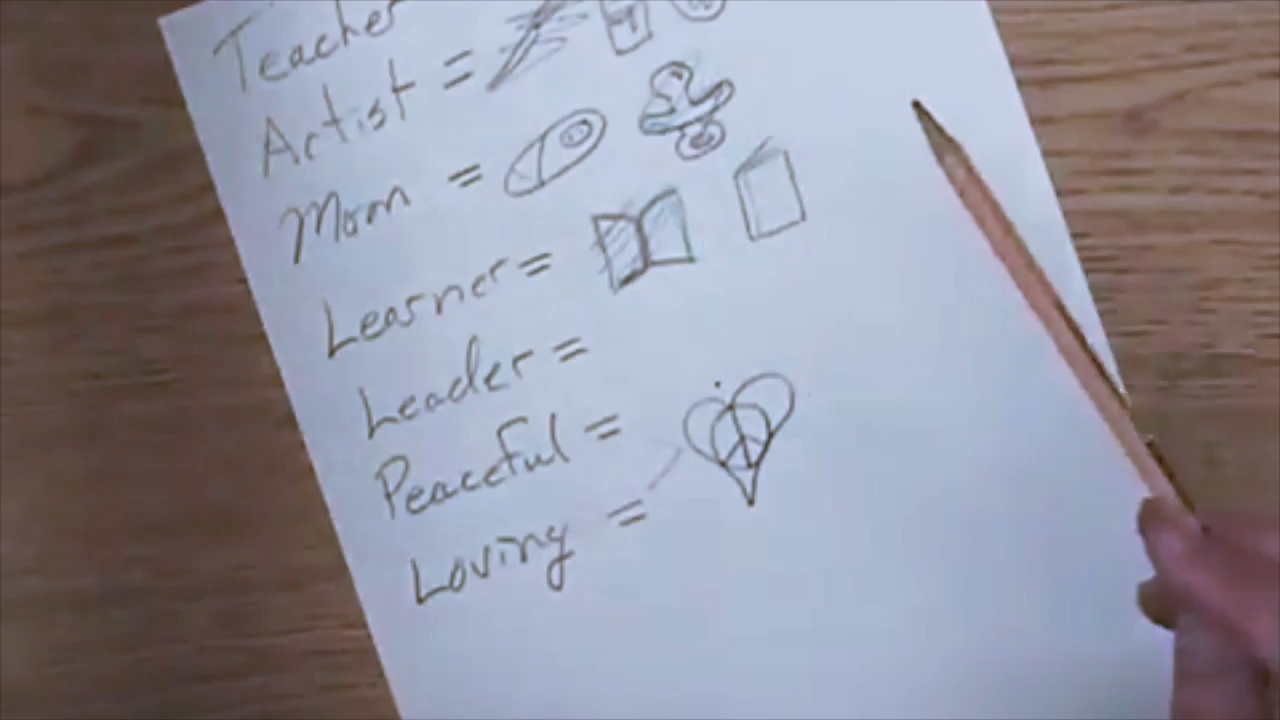 Teacher
Artist =
Mom =
Learner =
Leader =
Peaceful =
Loving =